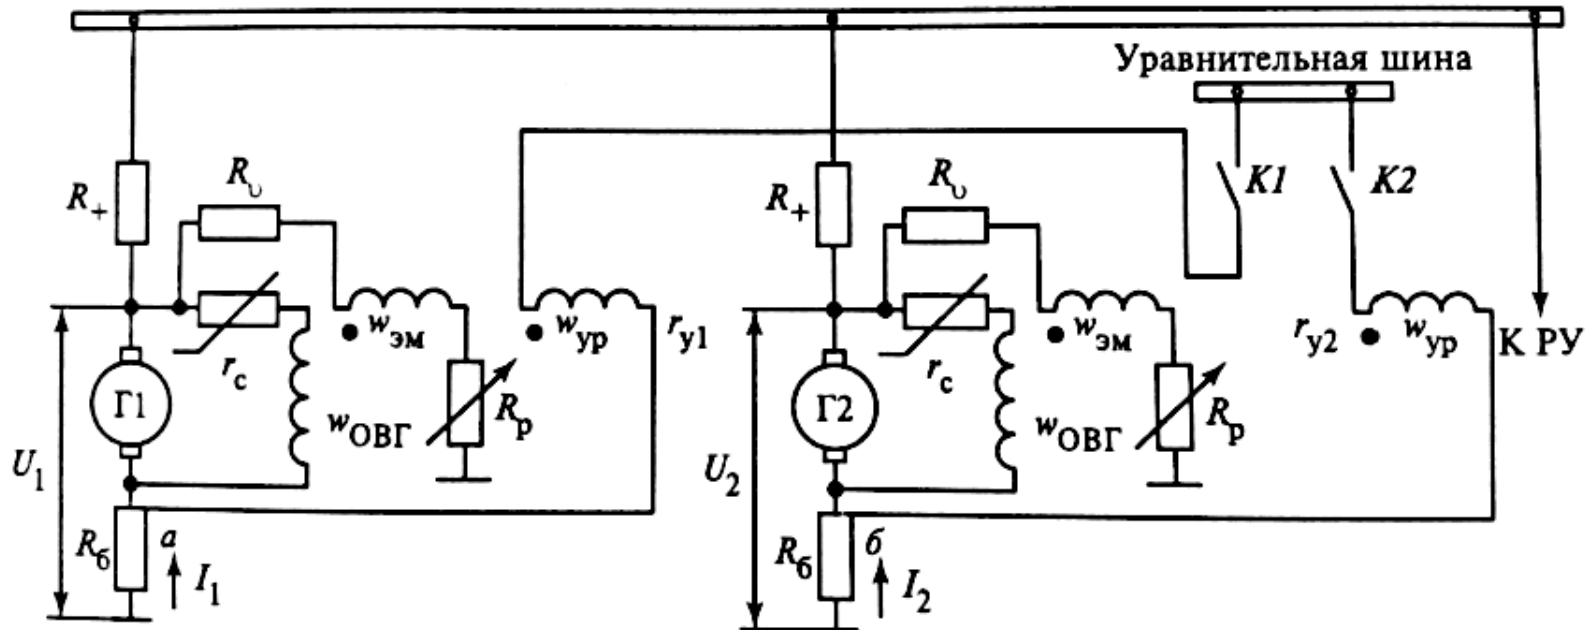 Уравнительная шина
K1
K2
R+
Rυ
rс
wэм
wОВГ
Rр
wур
rу1
Г1
U1
Rб
а
I1
R+
Rυ
rс
wэм
wОВГ
Rр
rу2
wур
К РУ
Г2
U2
Rб
б
I2